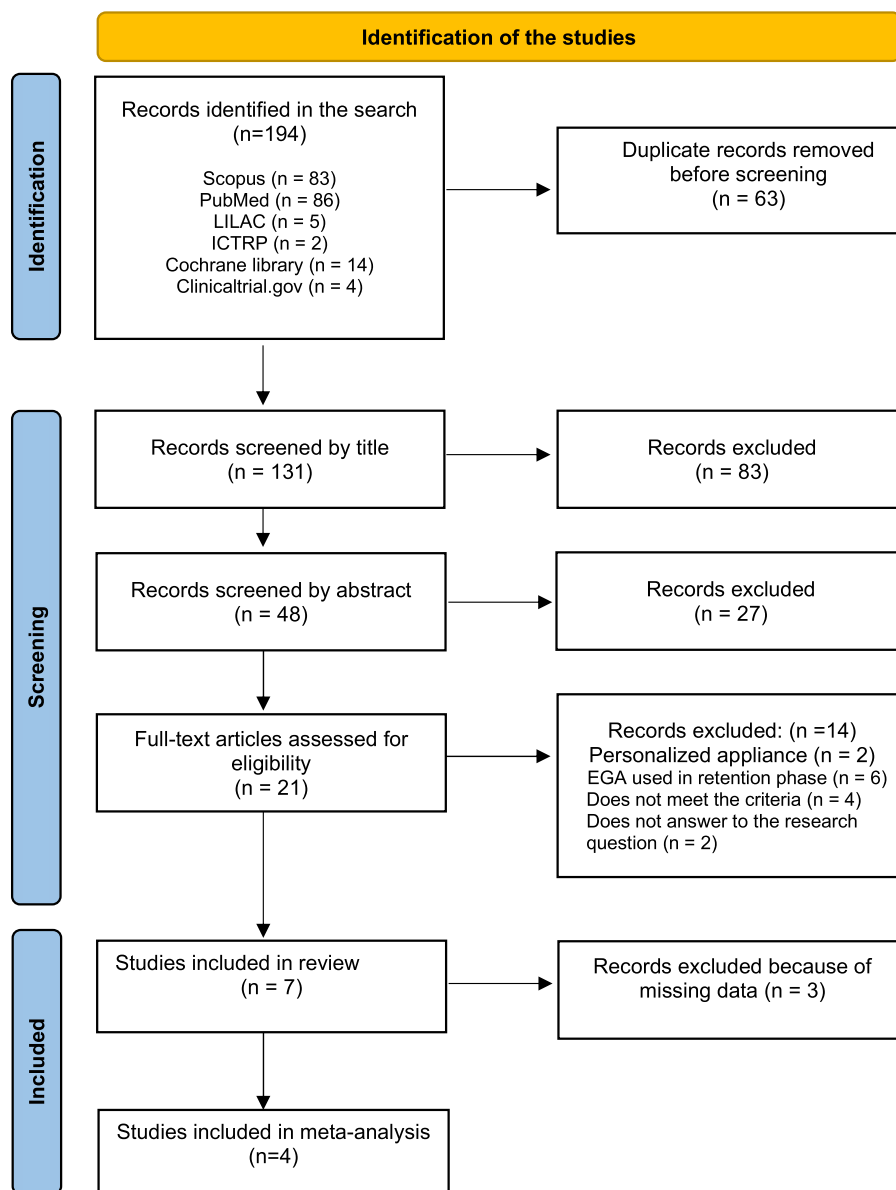 Identification of the studies
Identification
Records identified in the search
(n=194)
Scopus (n = 83)
PubMed (n = 86)
LILAC (n = 5)
ICTRP (n = 2)
Cochrane library (n = 14)
Clinicaltrial.gov (n = 4)
Duplicate records removed
before screening
(n = 63)
Screening
Records screened by title
(n = 131)
Records excluded
(n = 83)
Records screened by abstract
(n = 48)
Records excluded
(n = 27)
Full-text articles assessed for
eligibility
(n = 21)
Records excluded: (n =14)
Personalized appliance (n = 2)
EGA used in retention phase (n = 6)
Does not meet the criteria (n = 4)
Does not answer to the research
question (n = 2)
Included
Studies included in review
(n = 7)
Records excluded because of
missing data (n = 3)
Studies included in meta-analysis
(n=4)